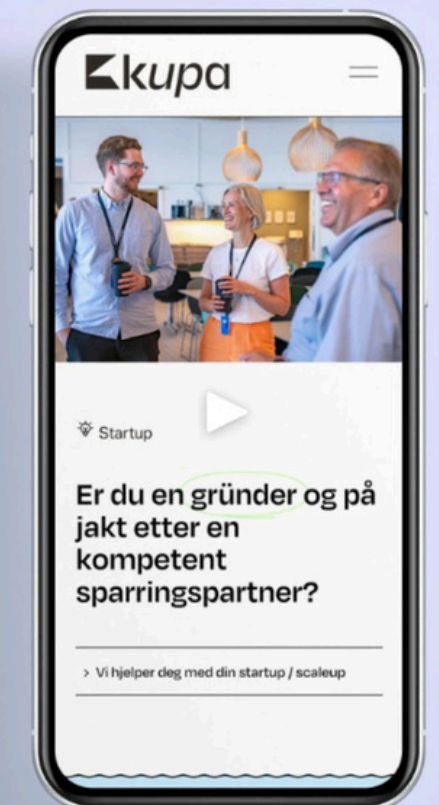 kupa
Startup
Er du en gründer og på
jakt etter en
kompetent
sparringspartner?
> Vi hjelper deg med din startup / scaleup